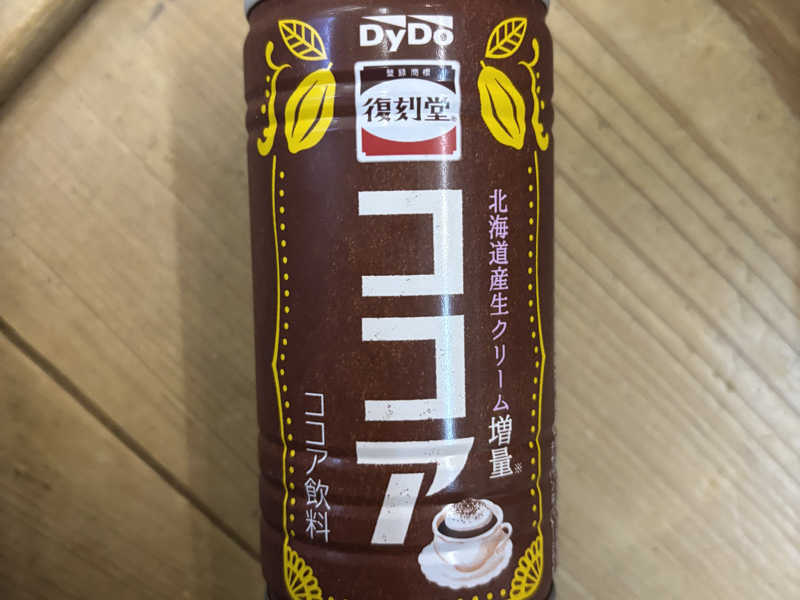 DyDo
登録商標
復刻堂®
ココア
北海道産生クリーム増量※
ココア飲料